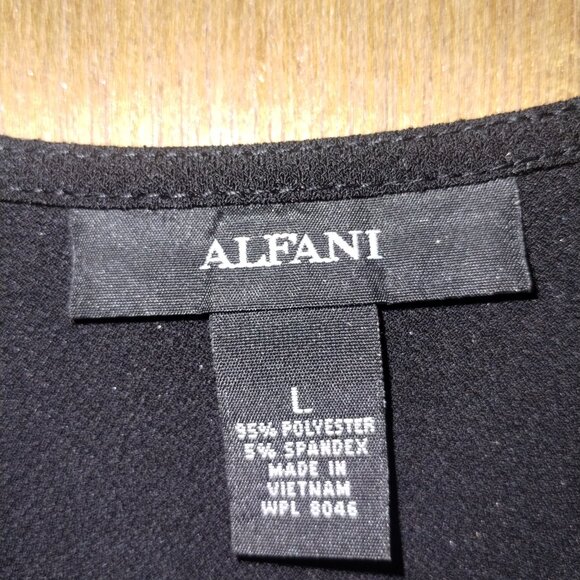 ALFANI
L
95% POLYESTER
5% SPANDEX
MADE IN
VIETNAM
WPL 8046